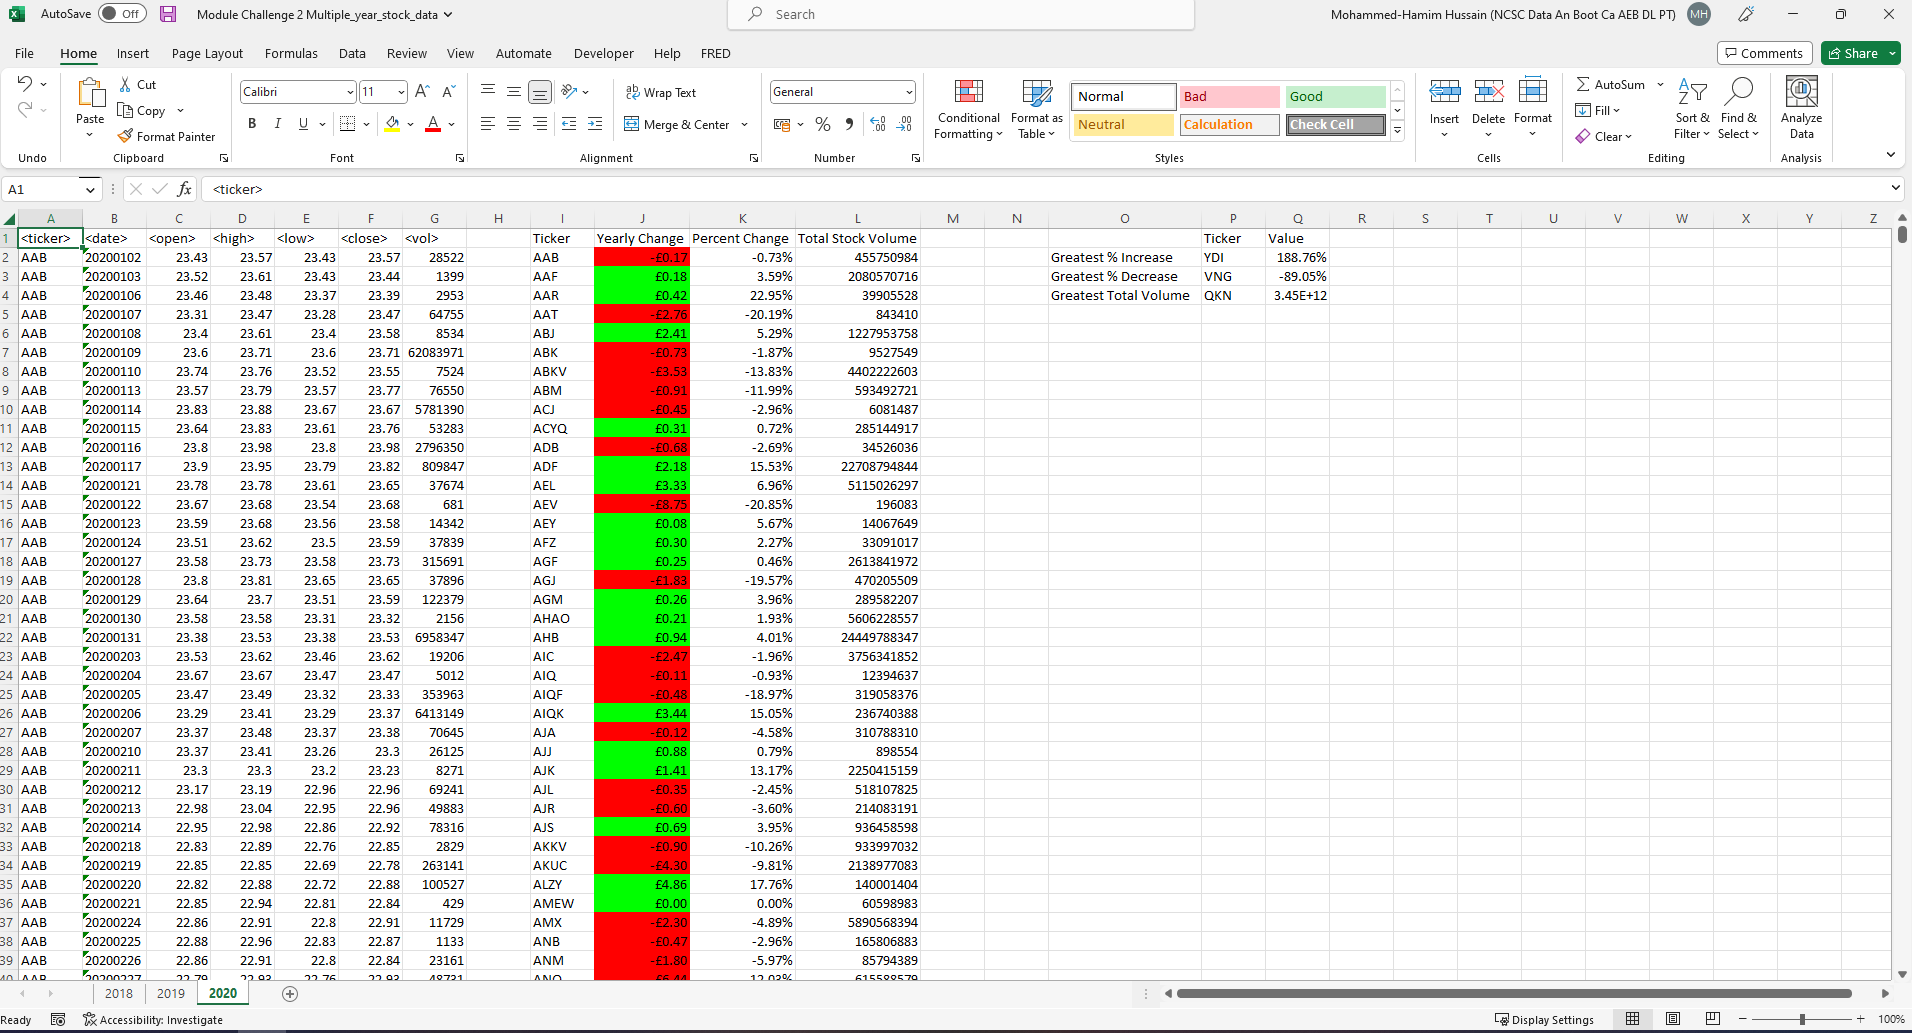 AutoSave Off Module Challenge 2 Multiple_year_stock_data Search Mohammed-Hamim Hussain (NCSC Data An Boot Ca AEB DL PT) MH
File Home Insert Page Layout Formulas Data Review View Automate Developer Help FRED Comments Share
Paste Cut Copy Format Painter
Calibri 11 B I U
Wrap Text Merge & Center
General
Conditional Formatting Format as Table
Normal Bad Good
Neutral Calculation Check Cell
Insert Delete Format
AutoSum Fill Clear Sort & Filter Find & Select
Analyze Data
Undo Clipboard Font Alignment Number Styles Cells Editing Analysis
A1 fx <ticker>
A B C D E F G H I J K L M N O P Q R S T U V W X Y Z
1 <ticker> <date> <open> <high> <low> <close> <vol> Ticker Yearly Change Percent Change Total Stock Volume Ticker Value
2 AAB 20200102 23.43 23.57 23.43 23.57 28522 AAB -£0.17 -0.73% 455750984 Greatest % Increase YDI 188.76%
3 AAB 20200103 23.52 23.61 23.43 23.44 1399 AAF £0.18 3.59% 2080570716 Greatest % Decrease VNG -89.05%
4 AAB 20200106 23.46 23.48 23.37 23.39 2953 AAR £0.42 22.95% 39905528 Greatest Total Volume QKN 3.45E+12
5 AAB 20200107 23.31 23.47 23.28 23.47 64755 AAT -£2.76 -20.19% 843410
6 AAB 20200108 23.4 23.61 23.4 23.58 8534 ABJ £2.41 5.29% 1227953758
7 AAB 20200109 23.6 23.71 23.6 23.71 62083971 ABK -£0.73 -1.87% 9527549
8 AAB 20200110 23.74 23.76 23.52 23.55 7524 ABKV -£3.53 -13.83% 4402222603
9 AAB 20200113 23.57 23.79 23.57 23.77 76550 ABM -£0.91 -11.99% 593492721
10 AAB 20200114 23.83 23.88 23.67 23.67 5781390 ACJ -£0.45 -2.96% 6081487
11 AAB 20200115 23.64 23.83 23.61 23.76 53283 ACYQ £0.31 0.72% 285144917
12 AAB 20200116 23.8 23.98 23.8 23.98 2796350 ADB -£0.68 -2.69% 34526036
13 AAB 20200117 23.9 23.95 23.79 23.82 809847 ADF £2.18 15.53% 22708794844
14 AAB 20200121 23.78 23.78 23.61 23.65 37674 AEL £3.33 6.96% 5115026297
15 AAB 20200122 23.67 23.68 23.54 23.68 681 AEV -£8.75 -20.85% 196083
16 AAB 20200123 23.59 23.68 23.56 23.58 14342 AEY £0.08 5.67% 14067649
17 AAB 20200124 23.51 23.62 23.5 23.59 37839 AFZ £0.30 2.27% 33091017
18 AAB 20200127 23.58 23.73 23.58 23.73 315691 AGF £0.25 0.46% 2613841972
19 AAB 20200128 23.8 23.81 23.65 23.65 37896 AGJ -£1.83 -19.57% 470205509
20 AAB 20200129 23.64 23.7 23.51 23.59 122379 AGM £0.26 3.96% 289582207
21 AAB 20200130 23.58 23.58 23.31 23.32 2156 AHAO £0.21 1.93% 5606228557
22 AAB 20200131 23.38 23.53 23.38 23.53 6958347 AHB £0.94 4.01% 24449788347
23 AAB 20200203 23.53 23.62 23.46 23.62 19206 AIC -£2.47 -1.96% 3756341852
24 AAB 20200204 23.67 23.67 23.47 23.47 5012 AIQ -£0.11 -0.93% 12394637
25 AAB 20200205 23.47 23.49 23.32 23.33 353963 AIQF -£0.48 -18.97% 319058376
26 AAB 20200206 23.29 23.41 23.29 23.37 6413149 AIQK £3.44 15.05% 236740388
27 AAB 20200207 23.37 23.48 23.37 23.38 70645 AJA -£0.12 -4.58% 310788310
28 AAB 20200210 23.37 23.41 23.26 23.3 26125 AJJ £0.88 0.79% 898554
29 AAB 20200211 23.3 23.3 23.2 23.23 8271 AJK £1.41 13.17% 2250415159
30 AAB 20200212 23.17 23.19 22.96 22.96 69241 AJL -£0.35 -2.45% 518107825
31 AAB 20200213 22.98 23.04 22.95 22.96 49883 AJR -£0.60 -3.60% 214083191
32 AAB 20200214 22.95 22.98 22.86 22.92 78316 AJS £0.69 3.95% 936458598
33 AAB 20200218 22.83 22.89 22.76 22.85 2829 AKKV -£0.90 -10.26% 933997032
34 AAB 20200219 22.85 22.85 22.69 22.78 263141 AKUC -£4.30 -9.81% 2138977083
35 AAB 20200220 22.82 22.88 22.72 22.88 100527 ALZY £4.86 17.76% 140001404
36 AAB 20200221 22.85 22.94 22.81 22.84 429 AMEW £0.00 0.00% 60598983
37 AAB 20200224 22.86 22.91 22.8 22.91 11729 AMX -£2.30 -4.89% 5890568394
38 AAB 20200225 22.88 22.96 22.83 22.87 1133 ANB -£0.47 -2.96% 165806883
39 AAB 20200226 22.86 22.91 22.8 22.84 23161 ANM -£1.80 -5.97% 85794389
40 AAB 20200227 22.79 22.93 22.76 22.93 48731 ANO £6.44 12.03% 615588579
2018 2019 2020
Ready Accessibility: Investigate Display Settings 100%